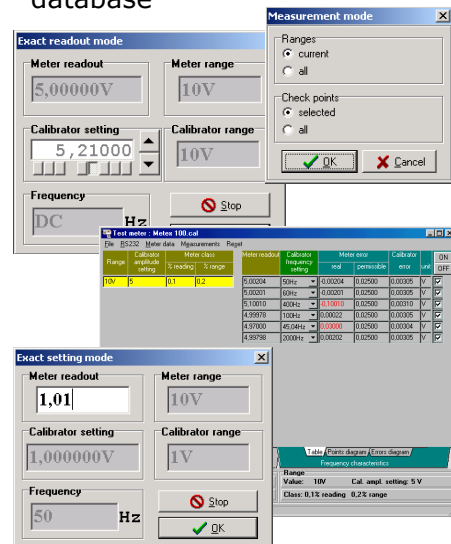 database
Measurement mode
Ranges
current
all
Check points
selected
all
OK
Cancel
Exact readout mode
Meter readout
Meter range
5,00000V
10V
Calibrator setting
Calibrator range
5,21000
10V
Frequency
DC
Hz
Stop
Test meter : Metex 100.cal
File RS232 Meter data Measurements Reget
Range
Calibrator amplitude setting
Meter class
% reading
% range
Meter readout
Calibrator frequency setting
Meter error
real
permissible
Calibrator error
unit
ON
OFF
10V 5 0,1 0,2
5,00204 50Hz -0,00204 0,02500 0,00305 V
5,00201 60Hz -0,00201 0,02500 0,00305 V
5,10010 400Hz -0,10010 0,02500 0,00310 V
4,99978 100Hz 0,00022 0,02500 0,00305 V
4,97000 45,04Hz 0,03000 0,02500 0,00304 V
4,99798 2000Hz 0,00202 0,02500 0,00305 V
Table
Points diagram
Errors diagram
Frequency characteristics
Range
Value: 10V Cal. ampl. setting: 5 V
Class: 0,1% reading 0,2% range
Exact setting mode
Meter readout
Meter range
1,01
10V
Calibrator setting
Calibrator range
1,000000V
1V
Frequency
50
Hz
Stop
OK